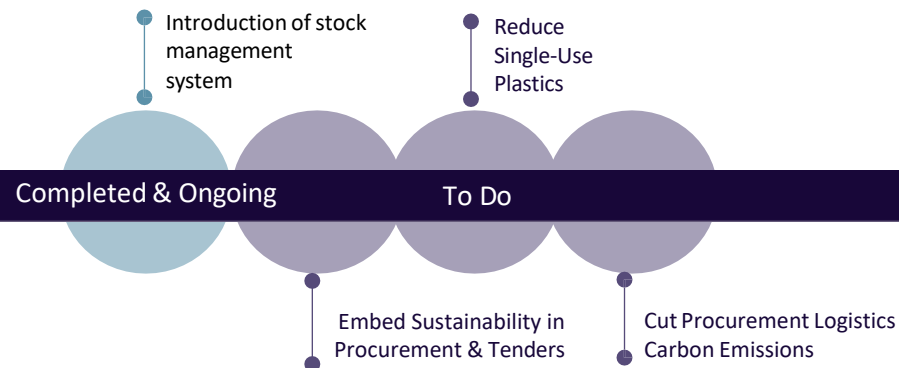 Introduction of stock
management
system
Reduce
Single-Use
Plastics
Completed & Ongoing
To Do
Embed Sustainability in
Procurement & Tenders
Cut Procurement Logistics
Carbon Emissions